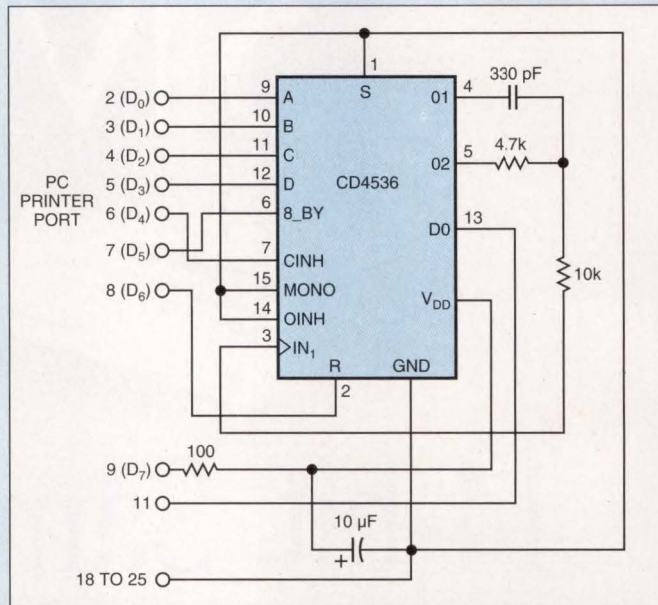 1
S
2 (D0)
9
A
3 (D1)
10
B
4 (D2)
11
C
5 (D3)
12
D
6 (D4)
6
8_BY
7 (D5)
7
CINH
8 (D6)
15
MONO
14
OINH
3
IN1
PC
PRINTER
PORT
CD4536
01
4
330 pF
02
5
4.7k
D0
13
10k
VDD
R
GND
2
9 (D7)
100
11
10 µF
+
18 TO 25